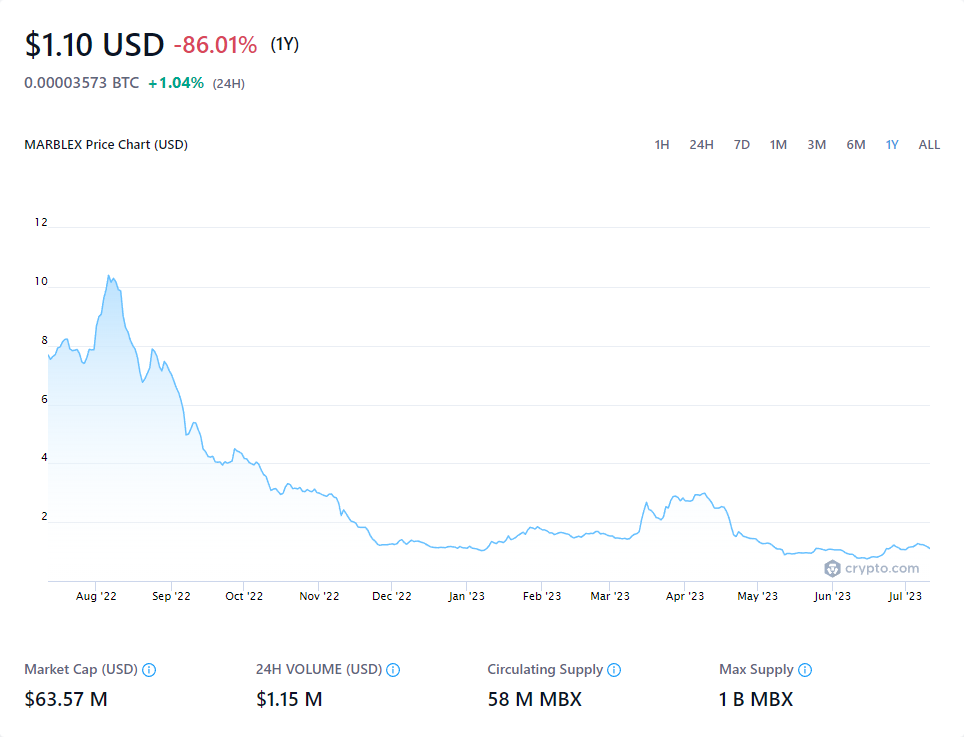 $1.10 USD -86.01% (1Y)
0.00003573 BTC +1.04% (24H)
MARBLEX Price Chart (USD) 1H 24H 7D 1M 3M 6M 1Y ALL
12
10
8
6
4
2
crypto.com
Aug '22 Sep '22 Oct '22 Nov '22 Dec '22 Jan '23 Feb '23 Mar '23 Apr '23 May '23 Jun '23 Jul '23
Market Cap (USD) 24H VOLUME (USD) Circulating Supply Max Supply
$63.57 M $1.15 M 58 M MBX 1 B MBX